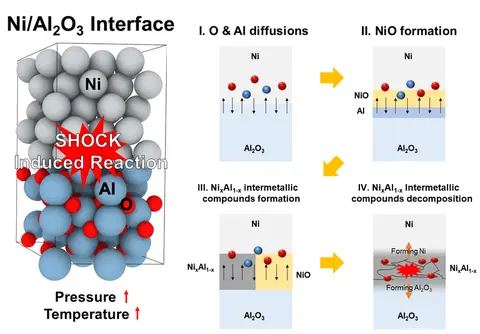 Ni/Al2O3 Interface
Ni
SHOCK
Induced Reaction
Al
O
Pressure ↑
Temperature ↑
I. O & Al diffusions
Ni
Al2O3
II. NiO formation
Ni
NiO
Al
Al2O3
III. NixAl1-x intermetallic
compounds formation
Ni
NixAl1-x
NiO
Al2O3
IV. NixAl1-x Intermetallic
compounds decomposition
Ni
Forming Ni
NixAl1-x
Forming Al2O3
Al2O3